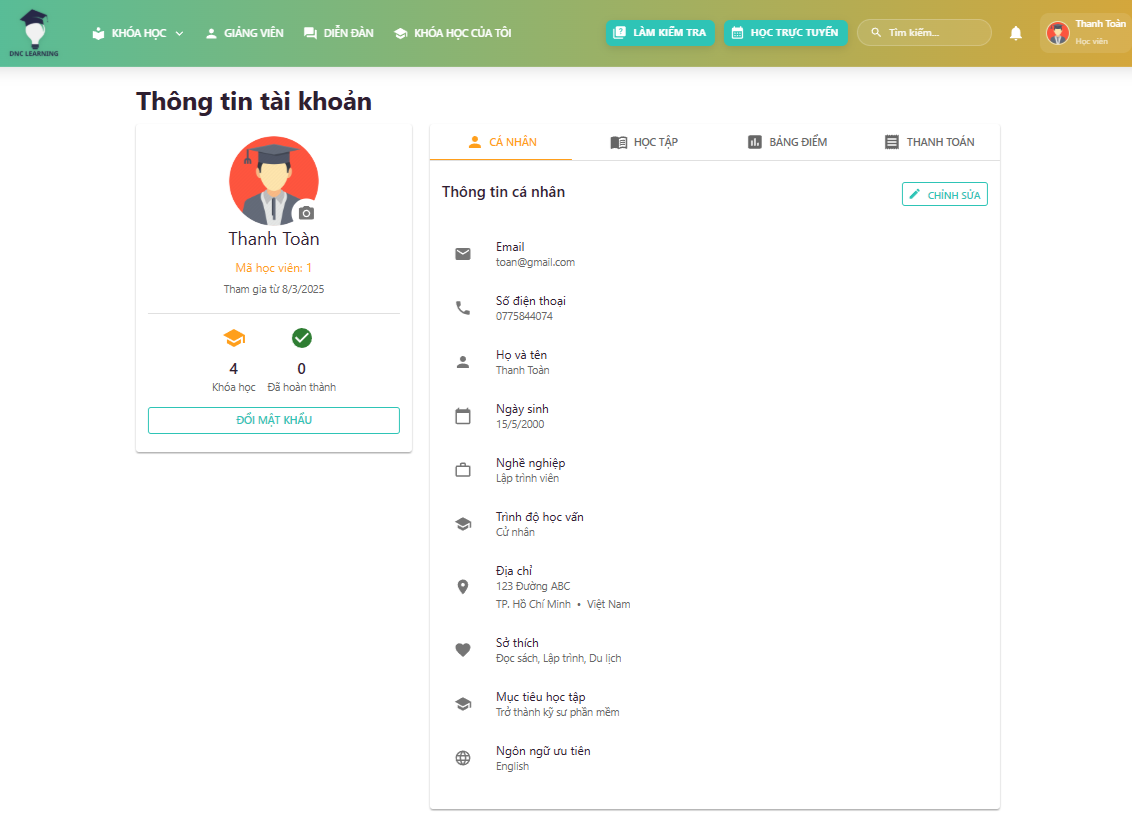 DNC LEARNING
KHÓA HỌC
GIẢNG VIÊN
DIỄN ĐÀN
KHÓA HỌC CỦA TÔI
LÀM KIỂM TRA
HỌC TRỰC TUYẾN
Tìm kiếm...
Thanh Toàn
Học viên
Thông tin tài khoản
Thanh Toàn
Mã học viên: 1
Tham gia từ 8/3/2025
4
0
Khóa học
Đã hoàn thành
ĐỔI MẬT KHẨU
CÁ NHÂN
HỌC TẬP
BẢNG ĐIỂM
THANH TOÁN
Thông tin cá nhân
CHỈNH SỬA
Email
toan@gmail.com
Số điện thoại
0775844074
Họ và tên
Thanh Toàn
Ngày sinh
15/5/2000
Nghề nghiệp
Lập trình viên
Trình độ học vấn
Cử nhân
Địa chỉ
123 Đường ABC
TP. Hồ Chí Minh • Việt Nam
Sở thích
Đọc sách, Lập trình, Du lịch
Mục tiêu học tập
Trở thành kỹ sư phần mềm
Ngôn ngữ ưu tiên
English